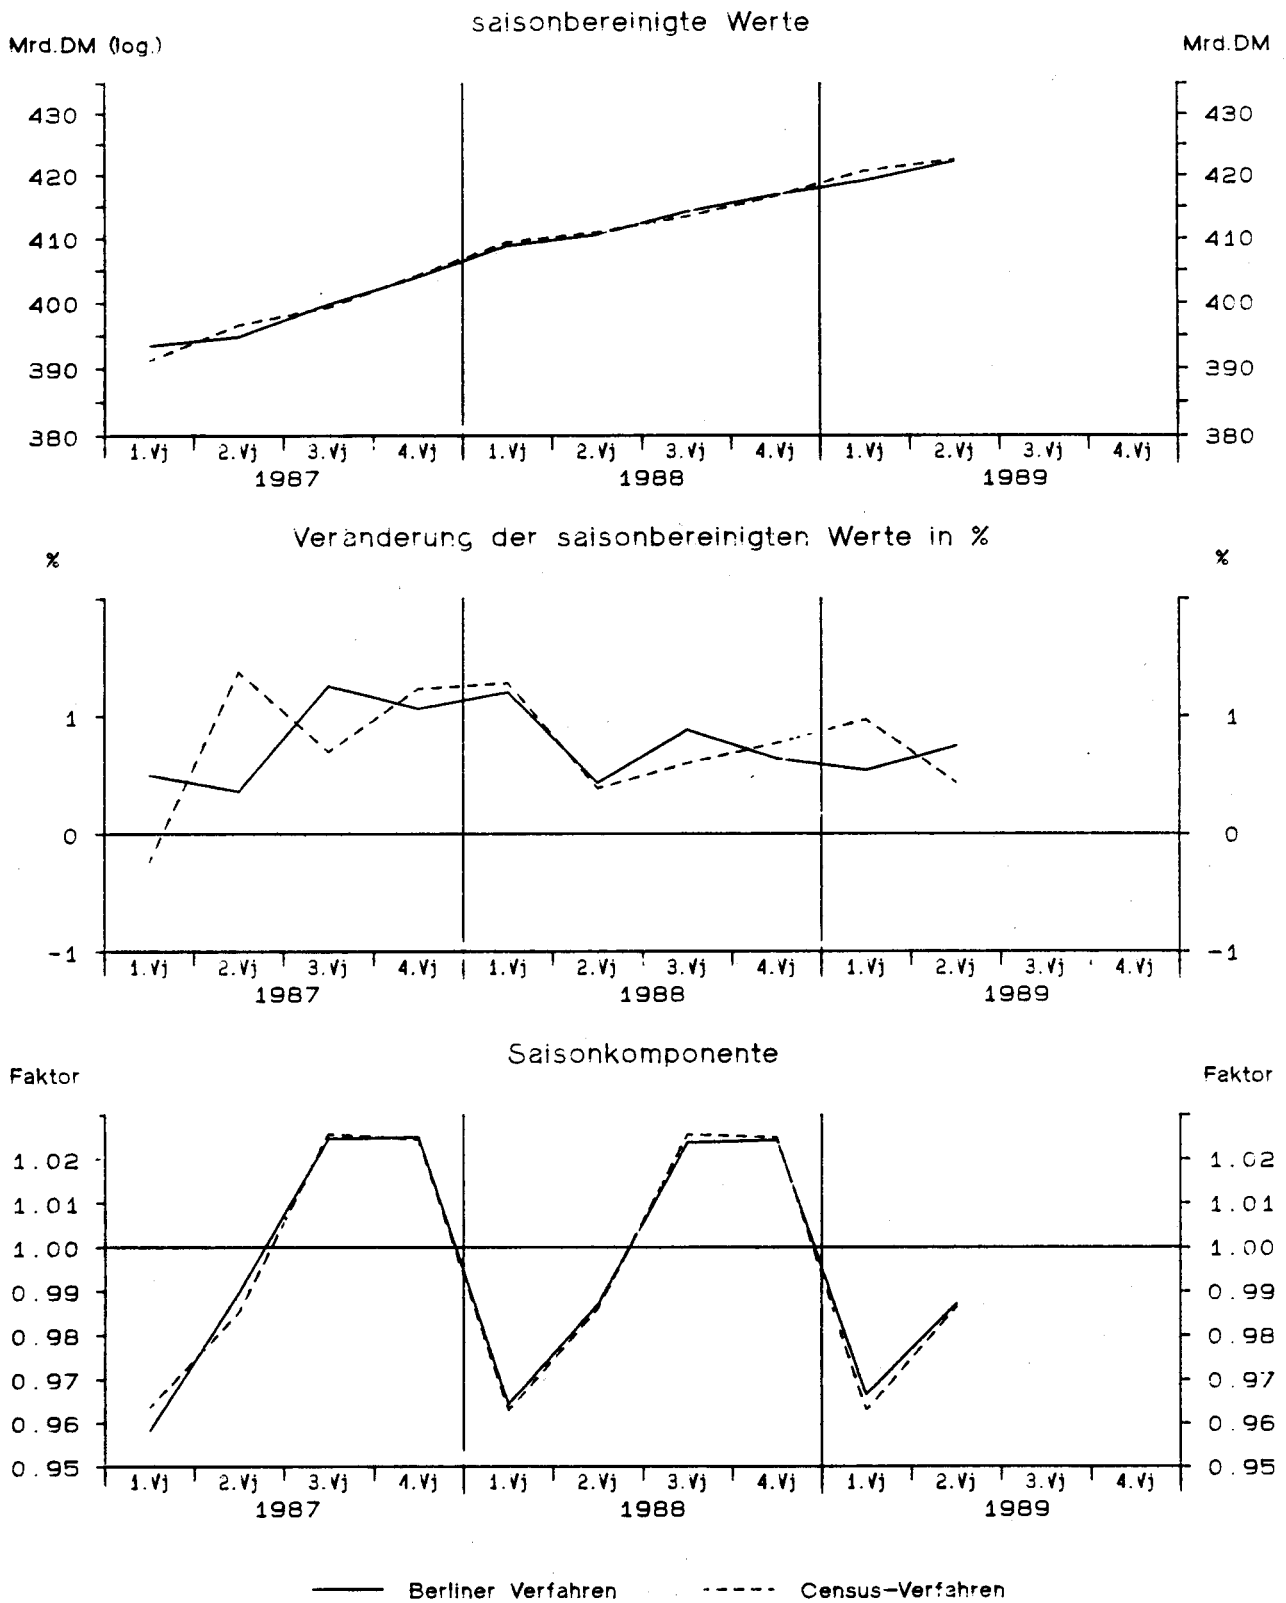 saisonbereinigte Werte
Mrd.DM (log.) Mrd.DM
430 430
420 420
410 410
400 400
390 390
380 380
1.Vj 2.Vj 3.Vj 4.Vj 1.Vj 2.Vj 3.Vj 4.Vj 1.Vj 2.Vj 3.Vj 4.Vj
1987 1988 1989
Veränderung der saisonbereinigten Werte in %
% %
1 1
0 0
-1 -1
1.Vj 2.Vj 3.Vj 4.Vj 1.Vj 2.Vj 3.Vj 4.Vj 1.Vj 2.Vj 3.Vj 4.Vj
1987 1988 1989
Saisonkomponente
Faktor Faktor
1.02 1.02
1.01 1.01
1.00 1.00
0.99 0.99
0.98 0.98
0.97 0.97
0.96 0.96
0.95 0.95
1.Vj 2.Vj 3.Vj 4.Vj 1.Vj 2.Vj 3.Vj 4.Vj 1.Vj 2.Vj 3.Vj 4.Vj
1987 1988 1989
Berliner Verfahren Census-Verfahren